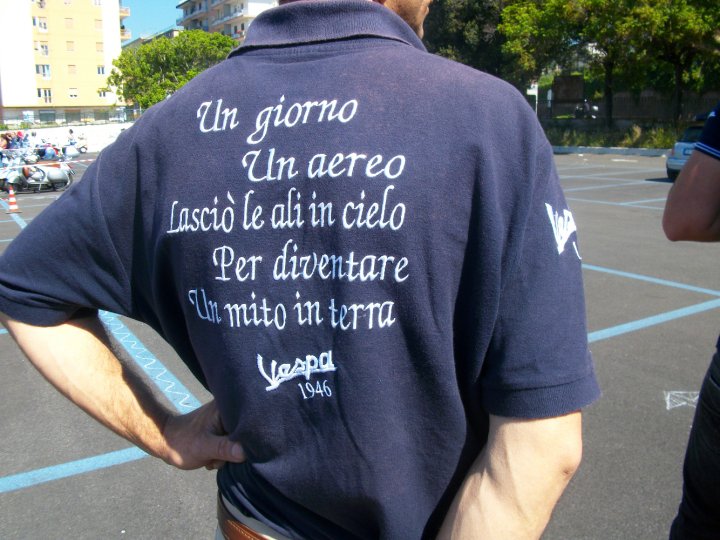 Un giorno
Un aereo
Lasciò le ali in cielo
Per diventare
Un mito in terra
Vespa
1946